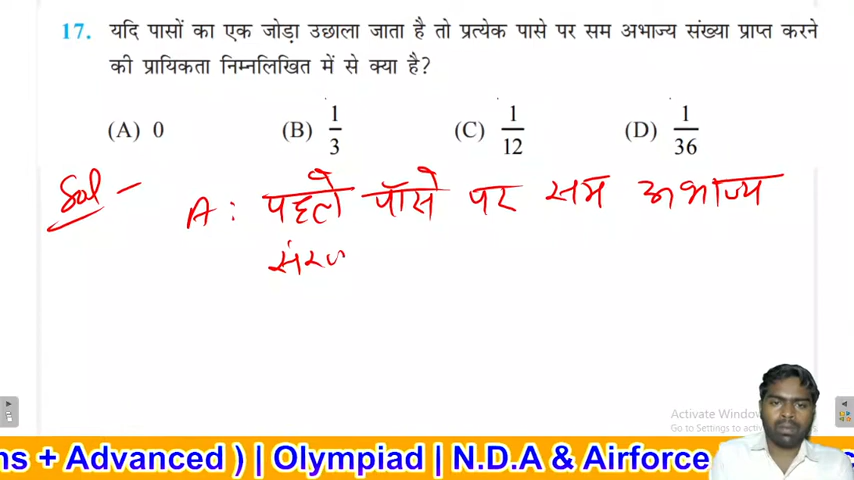 17. यदि पासों का एक जोड़ा उछाला जाता है तो प्रत्येक पासे पर सम अभाज्य संख्या प्राप्त करने
की प्रायिकता निम्नलिखित में से क्या है?
(A) 0 (B) 1/3 (C) 1/12 (D) 1/36
Sol - A : पहले पॉसे पर सम अभाज्य
Activate Window
Go to Settings to activ
ns + Advanced ) | Olympiad | N.D.A & Airforce